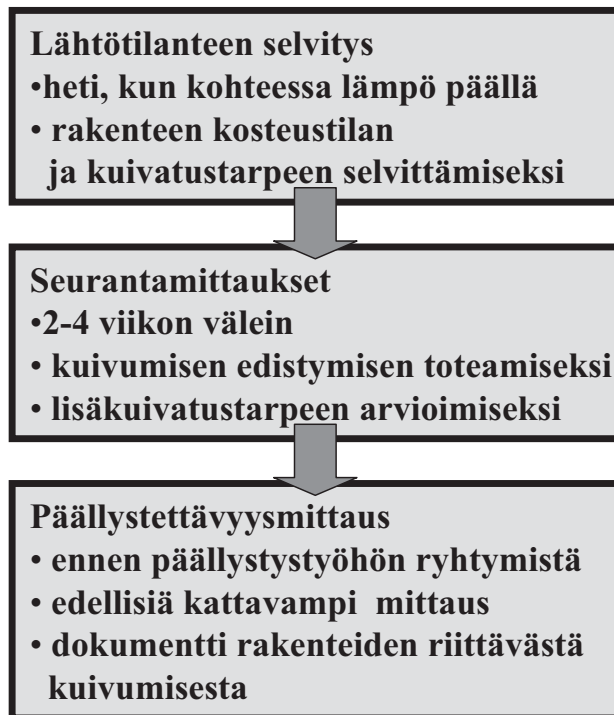 Lähtötilanteen selvitys
•heti, kun kohteessa lämpö päällä
• rakenteen kosteustilan
ja kuivatustarpeen selvittämiseksi
Seurantamittaukset
•2-4 viikon välein
• kuivumisen edistymisen toteamiseksi
• lisäkuivatustarpeen arvioimiseksi
Päällystettävyysmittaus
• ennen päällystystyöhön ryhtymistä
• edellisiä kattavampi mittaus
• dokumentti rakenteiden riittävästä
kuivumisesta